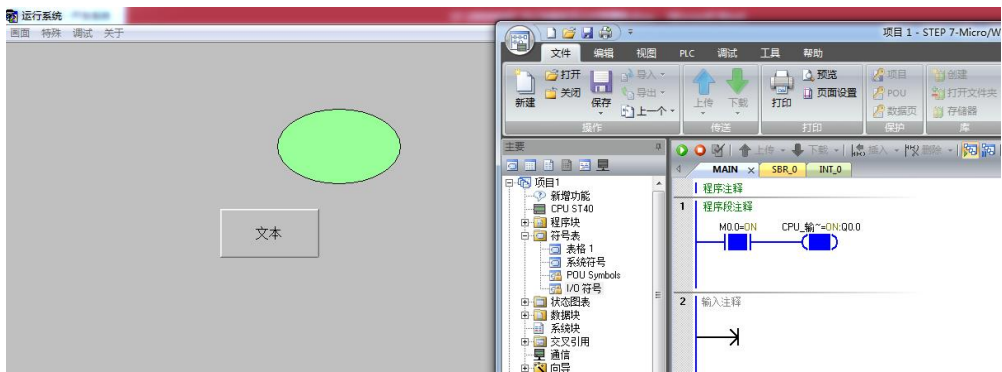 运行系统
画面 特殊 调试 关于
文本
项目 1 - STEP 7-Micro/W
文件 编辑 视图 PLC 调试 工具 帮助
新建
打开
关闭
保存
导入
导出
上一个
操作
上传 下载
传送
打印
预览
页面设置
打印
项目
POU
数据页
保护
创建
打开文件夹
存储器
库
主要
项目1
新增功能
CPU ST40
程序块
符号表
表格 1
系统符号
POU Symbols
I/O 符号
状态图表
数据块
系统块
交叉引用
通信
向导
上传 下载 插入 删除
MAIN × SBR_0 INT_0
程序注释
1 程序段注释
M0.0=ON CPU_输~=ON:Q0.0
2 输入注释